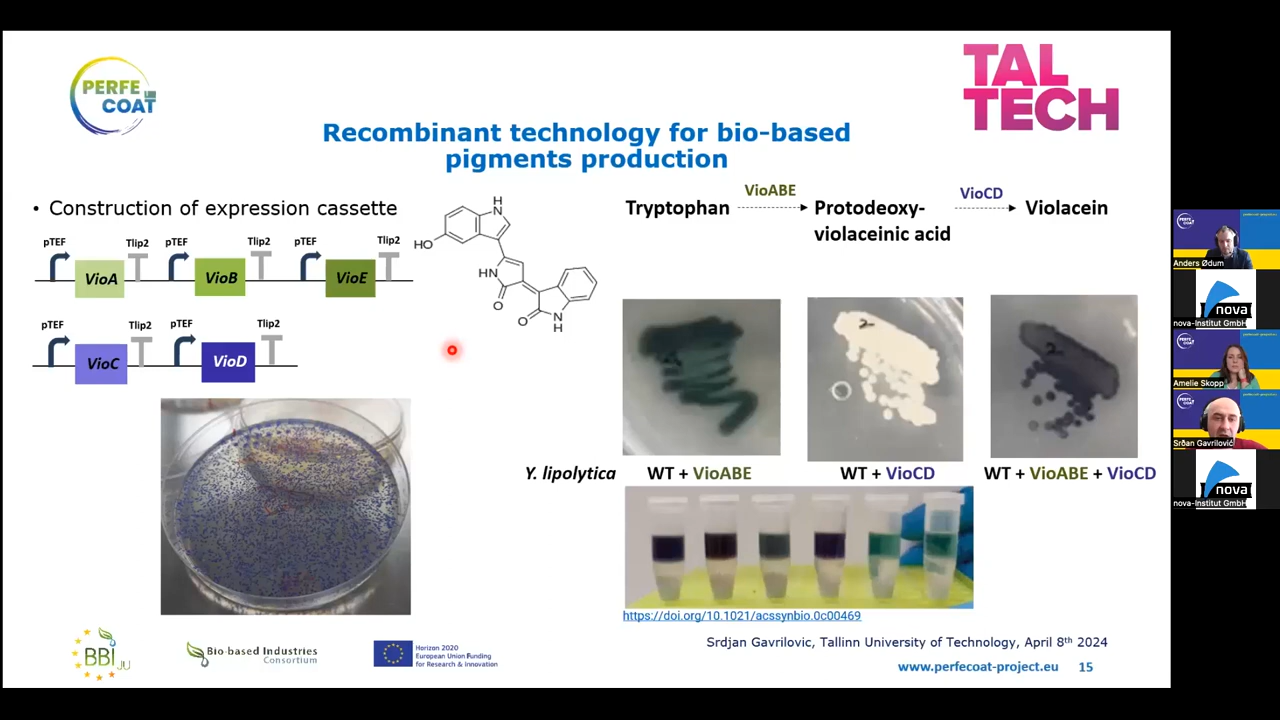 PERFE
COAT
TAL
TECH
Recombinant technology for bio-based
pigments production
• Construction of expression cassette
pTEF Tlip2 pTEF Tlip2 pTEF Tlip2
VioA VioB VioE
pTEF Tlip2 pTEF Tlip2
VioC VioD
H
N
HO
HN
O
O
N
H
VioABE VioCD
Tryptophan Protodeoxy-
violaceinic acid Violacein
2
2
Y. lipolytica WT + VioABE WT + VioCD WT + VioABE + VioCD
https://doi.org/10.1021/acssynbio.0c00469
Srdjan Gavrilovic, Tallinn University of Technology, April 8th 2024
www.perfecoat-project.eu 15
BBI JU
Bio-based Industries
Consortium
Horizon 2020
European Union Funding
for Research & Innovation
Anders Ødum
nova
nova-Institut GmbH
Amelie Skopp
Srđan Gavrilović
nova
nova-Institut GmbH